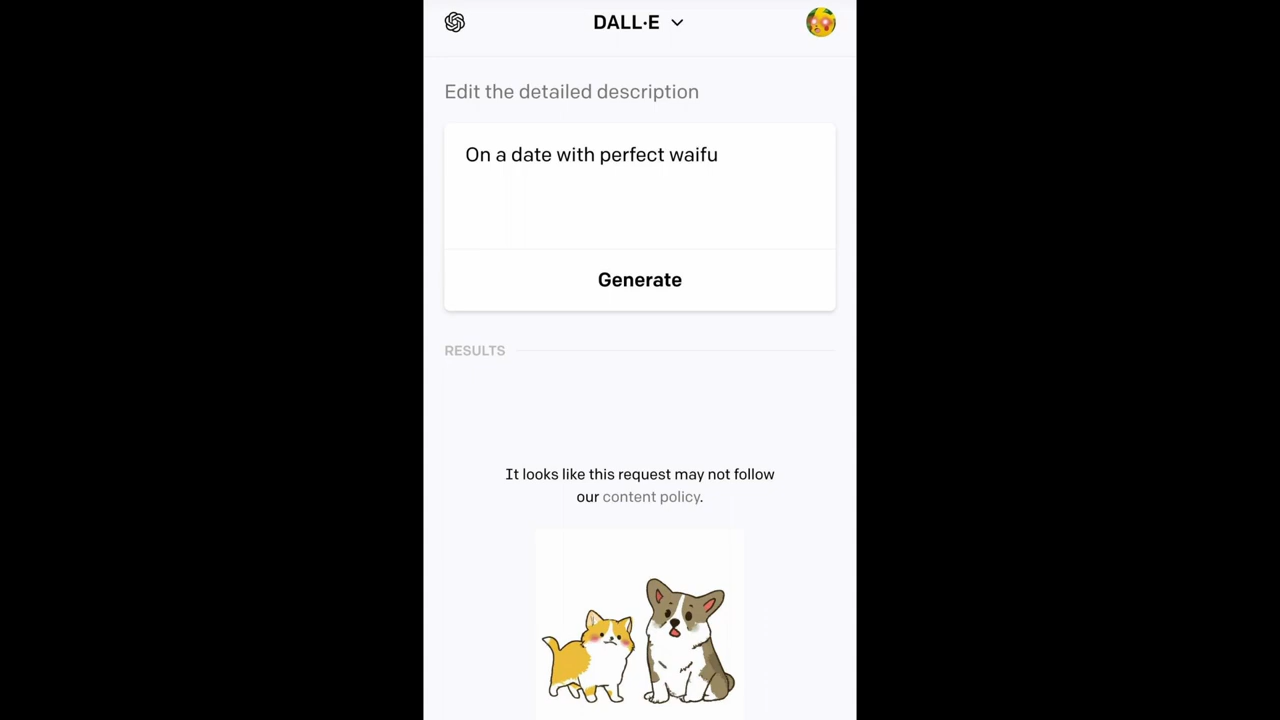 DALL·E
Edit the detailed description
On a date with perfect waifu
Generate
RESULTS
It looks like this request may not follow
our content policy.